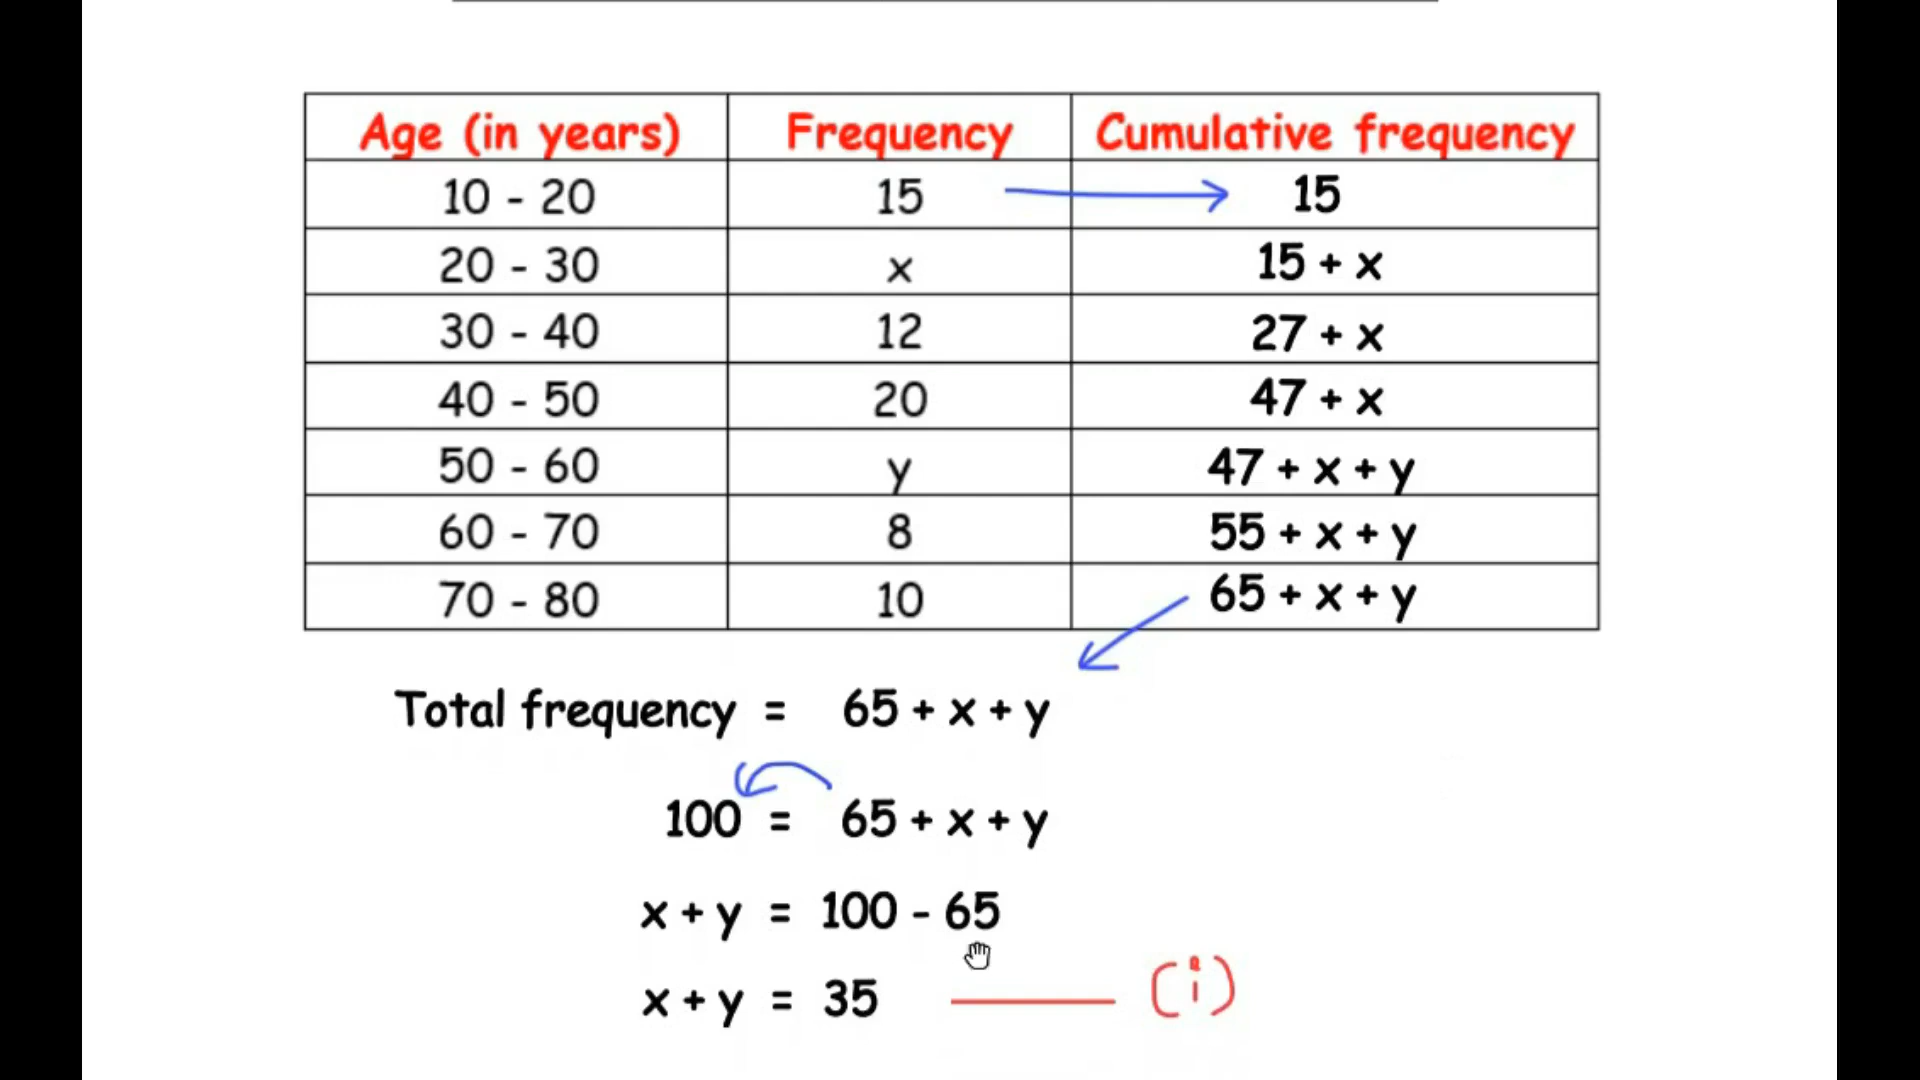 Age (in years) Frequency Cumulative frequency
10 - 20 15 15
20 - 30 x 15 + x
30 - 40 12 27 + x
40 - 50 20 47 + x
50 - 60 y 47 + x + y
60 - 70 8 55 + x + y
70 - 80 10 65 + x + y
Total frequency = 65 + x + y
100 = 65 + x + y
x + y = 100 - 65
x + y = 35 (i)